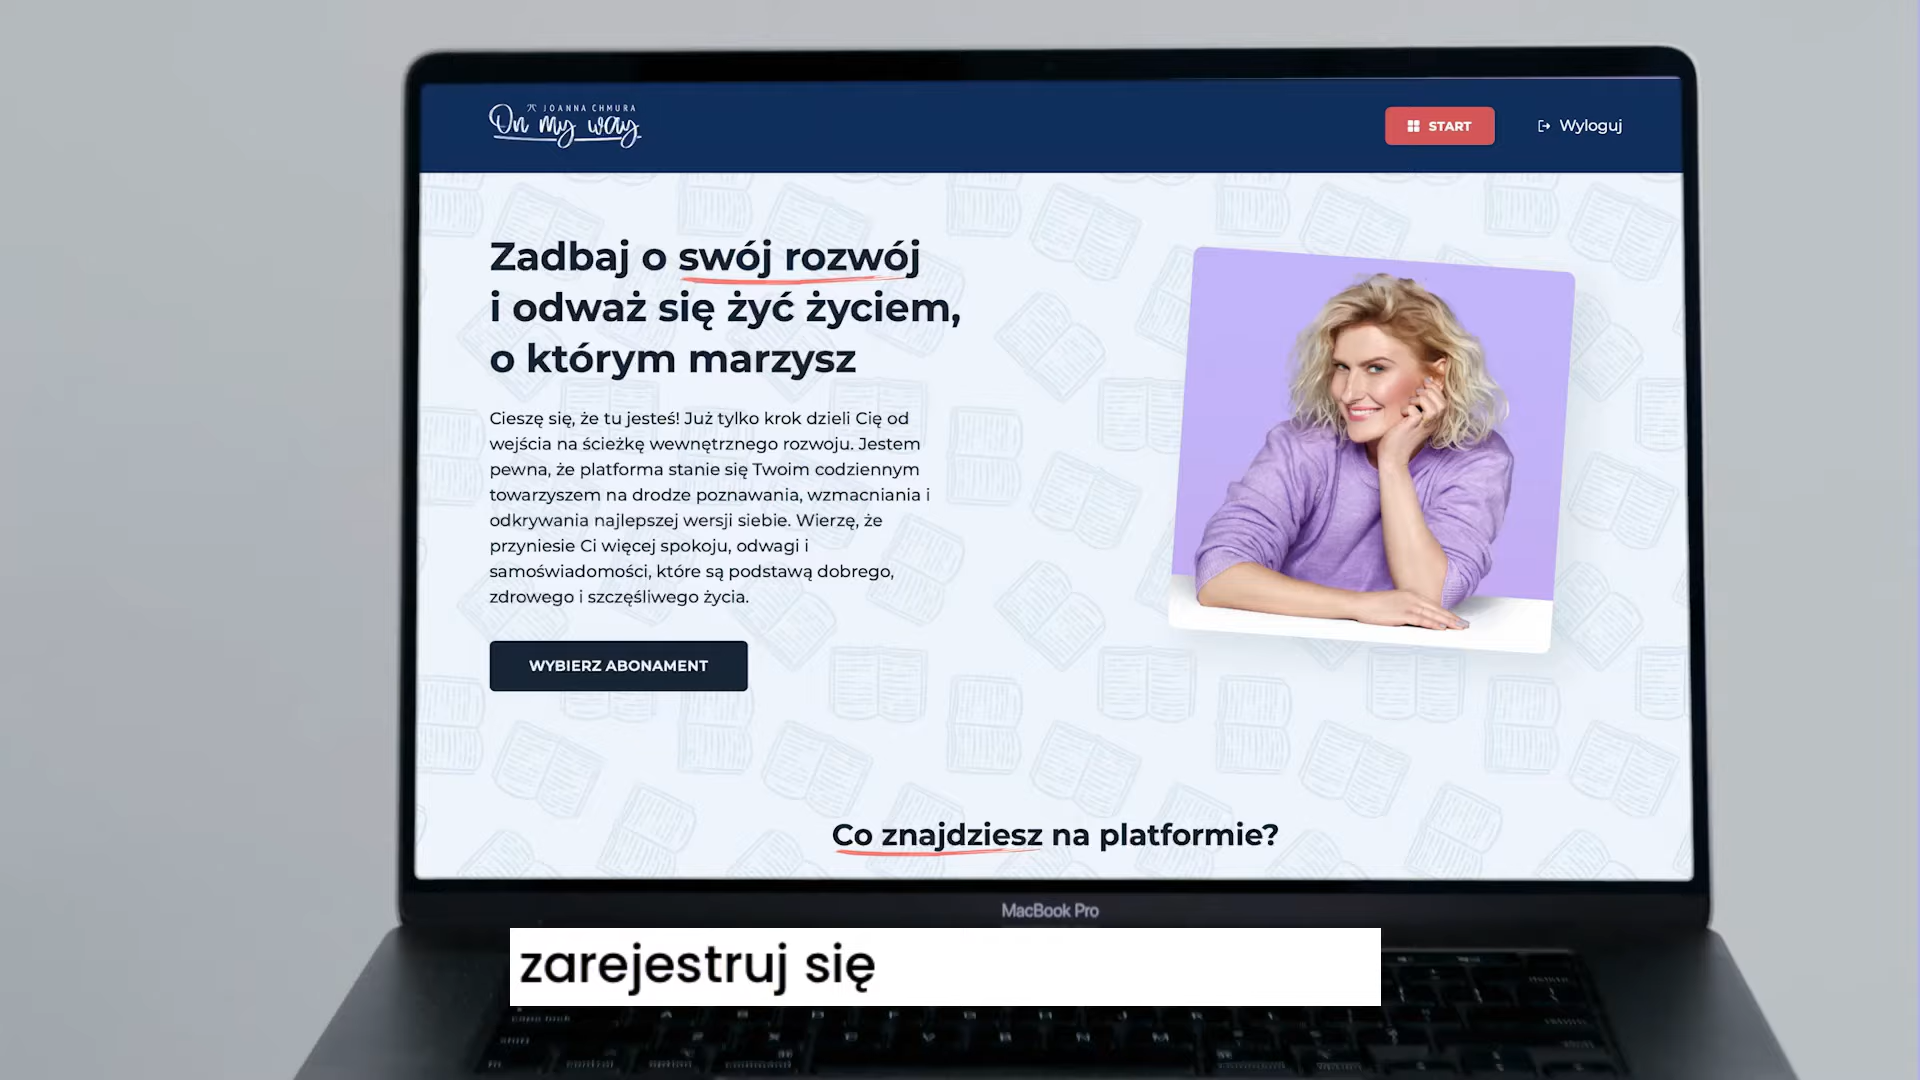 JOANNA CHMURA
On my way
START
Wyloguj
Zadbaj o swój rozwój
i odważ się żyć życiem,
o którym marzysz
Cieszę się, że tu jesteś! Już tylko krok dzieli Cię od
wejścia na ścieżkę wewnętrznego rozwoju. Jestem
pewna, że platforma stanie się Twoim codziennym
towarzyszem na drodze poznawania, wzmacniania i
odkrywania najlepszej wersji siebie. Wierzę, że
przyniesie Ci więcej spokoju, odwagi i
samoświadomości, które są podstawą dobrego,
zdrowego i szczęśliwego życia.
WYBIERZ ABONAMENT
Co znajdziesz na platformie?
MacBook Pro
zarejestruj się